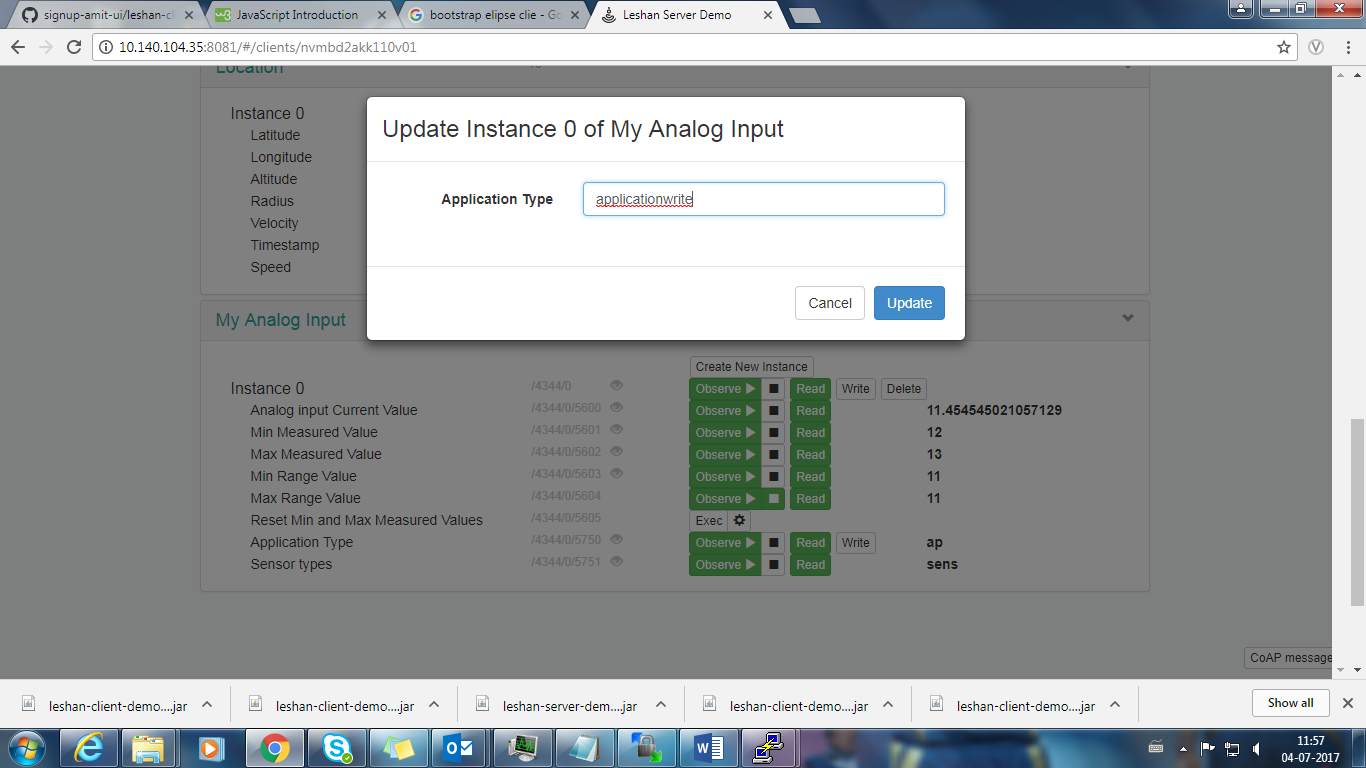 signup-amit-ui/leshan-cl
JavaScript Introduction
bootstrap elipse clie - Go
Leshan Server Demo
10.140.104.35:8081/#/clients/nvmbd2akk110v01
Location
Instance 0
Latitude
Longitude
Altitude
Radius
Velocity
Timestamp
Speed
Update Instance 0 of My Analog Input
Application Type applicationwrite
Cancel Update
My Analog Input
Create New Instance
Instance 0 /4344/0 Observe Read Write Delete
Analog input Current Value /4344/0/5600 Observe Read 11.454545021057129
Min Measured Value /4344/0/5601 Observe Read 12
Max Measured Value /4344/0/5602 Observe Read 13
Min Range Value /4344/0/5603 Observe Read 11
Max Range Value /4344/0/5604 Observe Read 11
Reset Min and Max Measured Values /4344/0/5605 Exec
Application Type /4344/0/5750 Observe Read Write ap
Sensor types /4344/0/5751 Observe Read sens
CoAP message
leshan-client-demo....jar leshan-client-demo....jar leshan-server-dem....jar leshan-client-demo....jar leshan-client-demo....jar Show all
11:57
04-07-2017